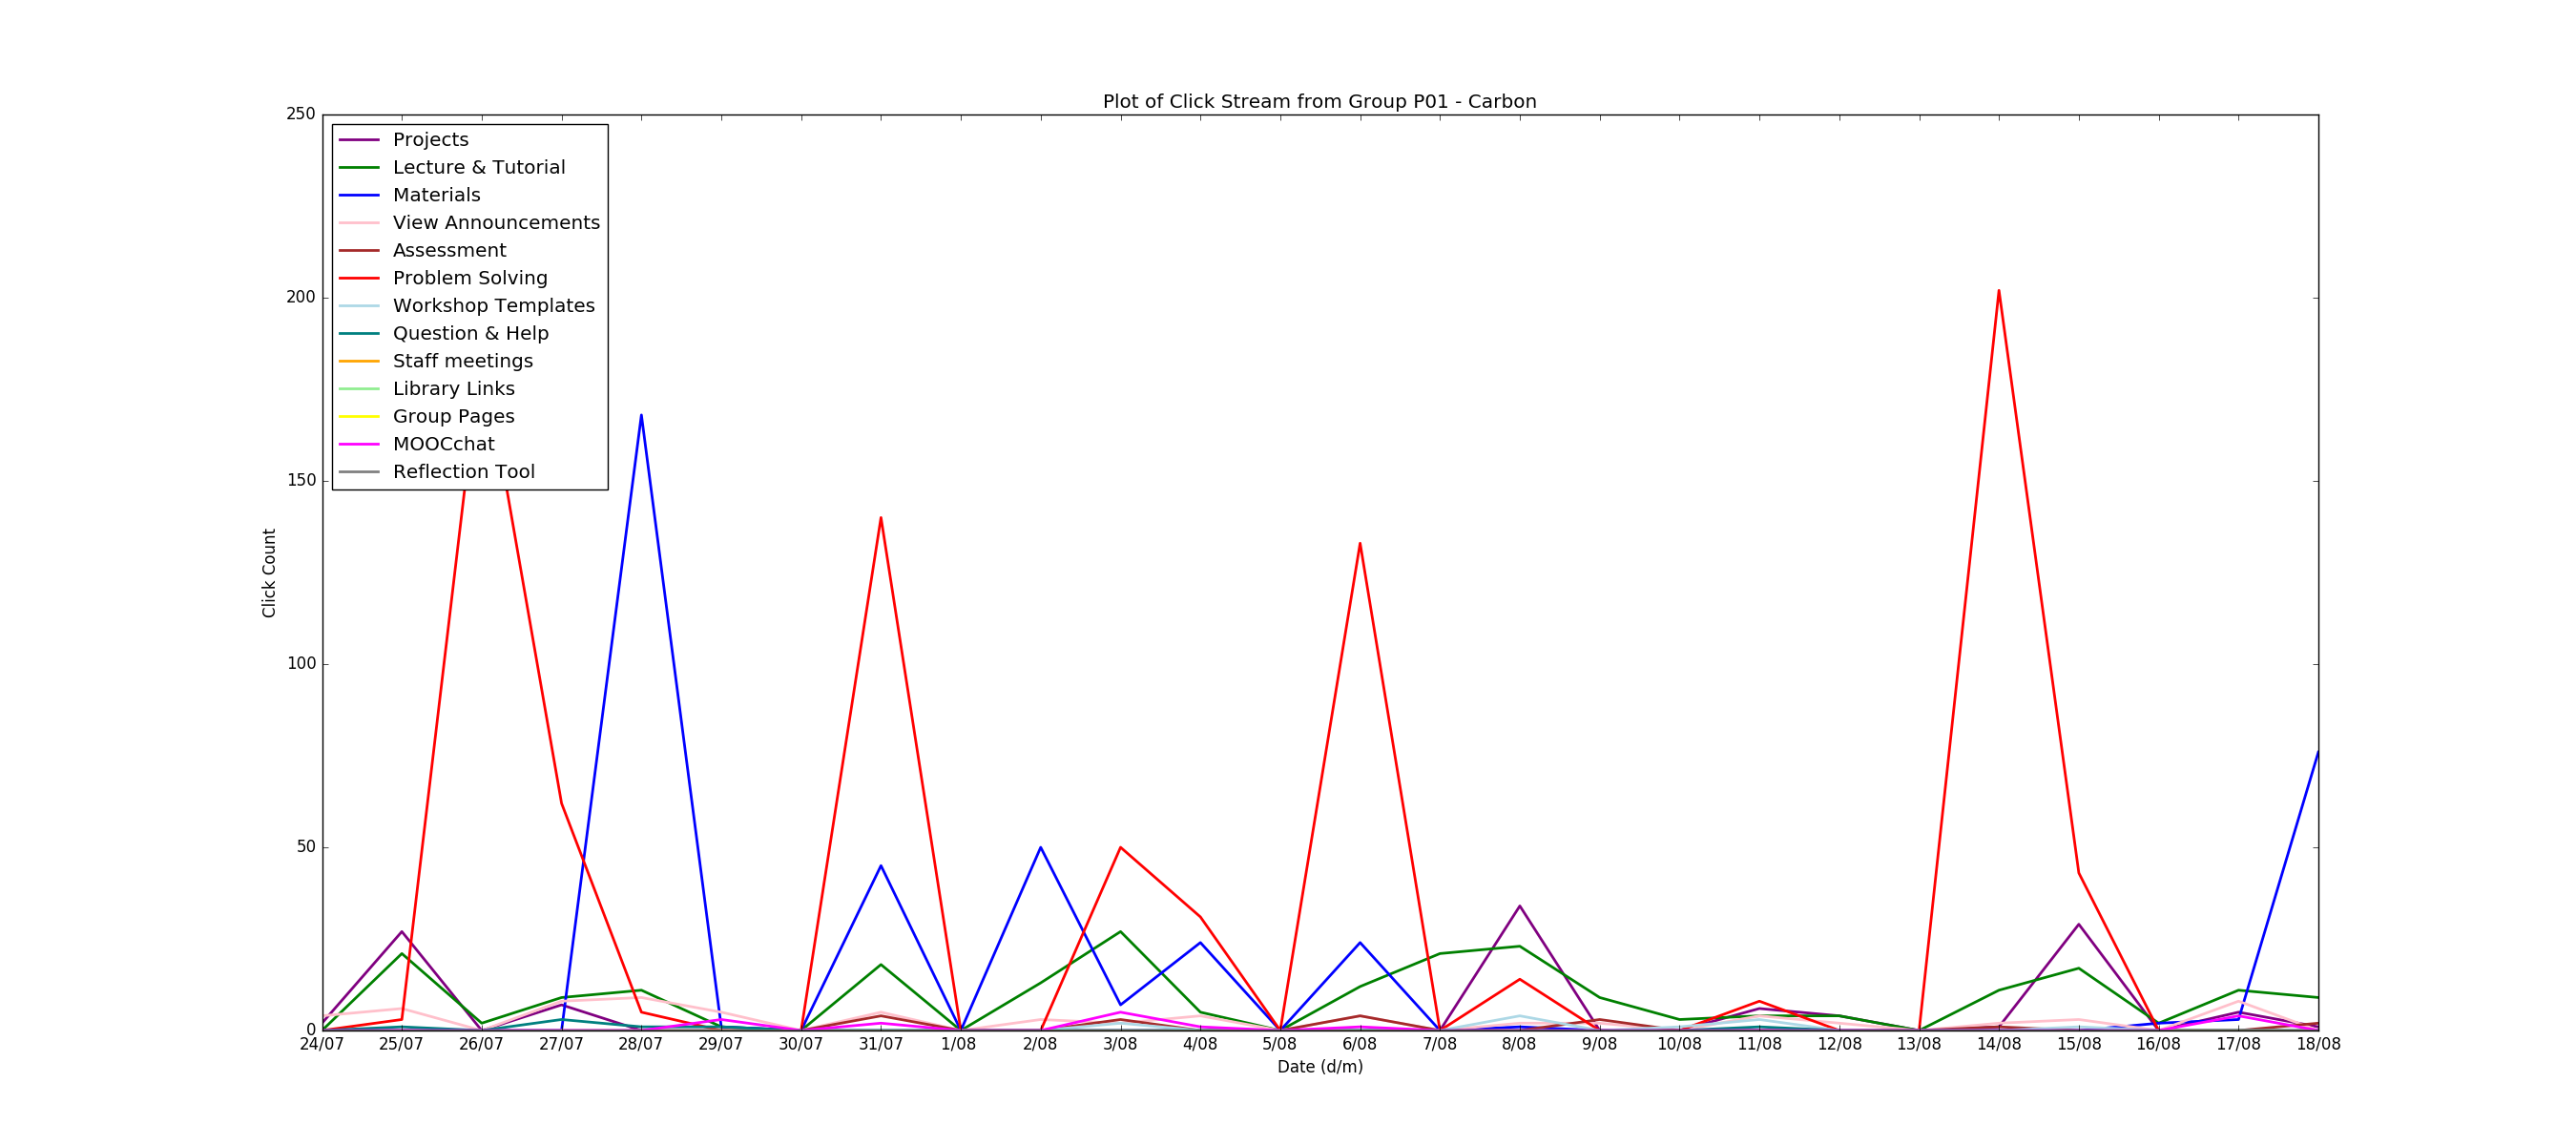 Plot of Click Stream from Group P01 - Carbon
250
200
150
100
50
0
Click Count
Projects
Lecture & Tutorial
Materials
View Announcements
Assessment
Problem Solving
Workshop Templates
Question & Help
Staff meetings
Library Links
Group Pages
MOOCchat
Reflection Tool
24/07 25/07 26/07 27/07 28/07 29/07 30/07 31/07 1/08 2/08 3/08 4/08 5/08 6/08 7/08 8/08 9/08 10/08 11/08 12/08 13/08 14/08 15/08 16/08 17/08 18/08
Date (d/m)